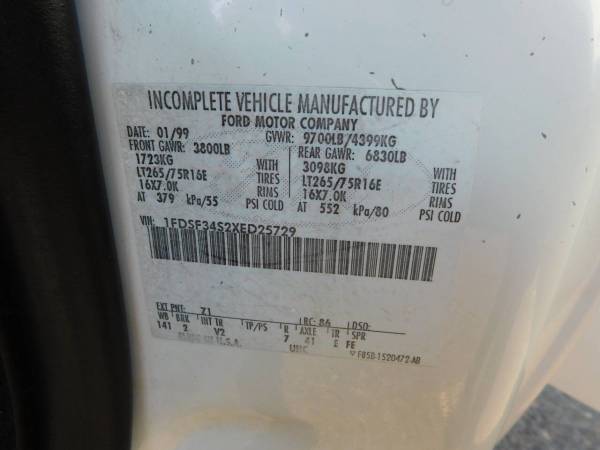 INCOMPLETE VEHICLE MANUFACTURED BY
FORD MOTOR COMPANY
DATE: 01/99 GVWR: 9700LB/4399KG
FRONT GAWR: 3800LB REAR GAWR: 6830LB
1723KG WITH 3098KG WITH
LT265/75R16E TIRES LT265/75R16E TIRES
16X7.0K RIMS 16X7.0K RIMS
AT 379 kPa/55 PSI COLD AT 552 kPa/80 PSI COLD
VIN: 1FDSF34S2XED25729
EXT PNT: Z1 RC: 86 DSO:
WB BRK INT TR TP/PS R AXLE TR SPR
141 2 V2 7 41 E FE
U.S.A. UHC F85B-1520472-AB